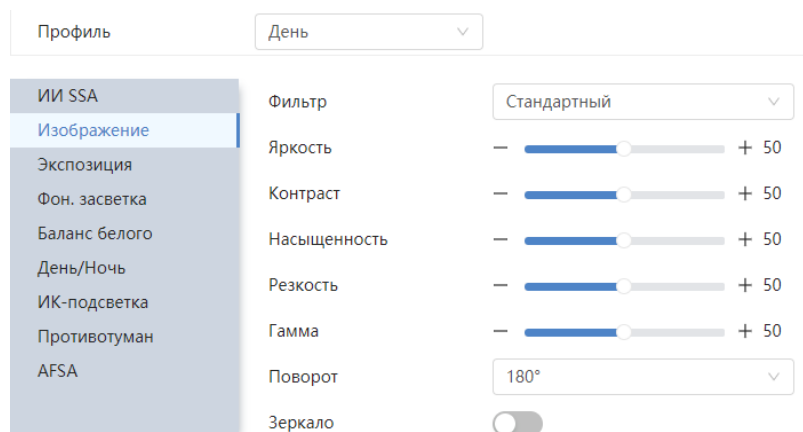 Профиль День
ИИ SSA
Изображение
Экспозиция
Фон. засветка
Баланс белого
День/Ночь
ИК-подсветка
Противотуман
AFSA
Фильтр Стандартный
Яркость − + 50
Контраст − + 50
Насыщенность − + 50
Резкость − + 50
Гамма − + 50
Поворот 180°
Зеркало